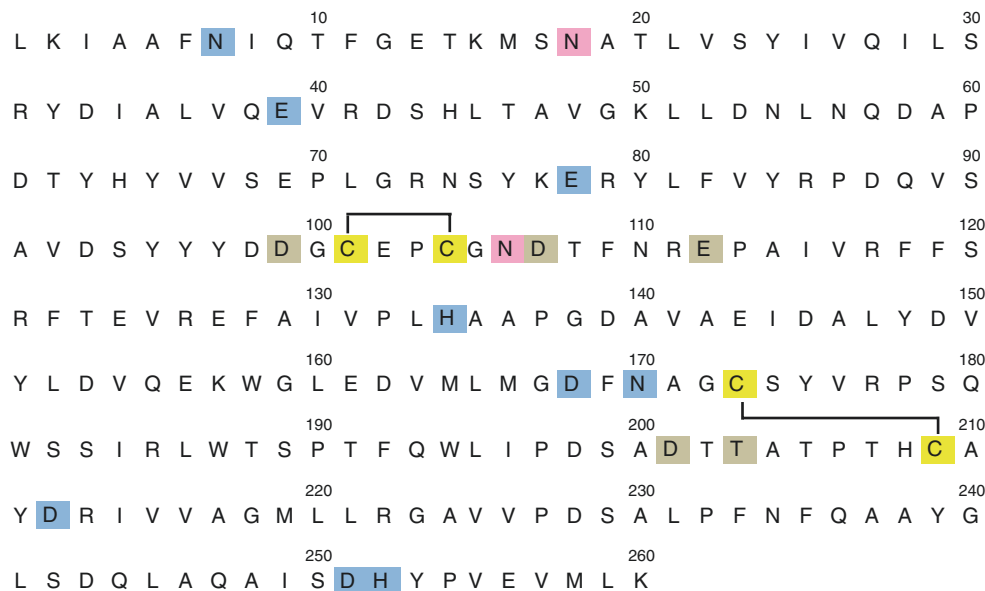 10 20 30
L K I A A F N I Q T F G E T K M S N A T L V S Y I V Q I L S
40 50 60
R Y D I A L V Q E V R D S H L T A V G K L L D N L N Q D A P
70 80 90
D T Y H Y V V S E P L G R N S Y K E R Y L F V Y R P D Q V S
100 110 120
A V D S Y Y Y D D G C E P C G N D T F N R E P A I V R F F S
130 140 150
R F T E V R E F A I V P L H A A P G D A V A E I D A L Y D V
160 170 180
Y L D V Q E K W G L E D V M L M G D F N A G C S Y V R P S Q
190 200 210
W S S I R L W T S P T F Q W L I P D S A D T T A T P T H C A
220 230 240
Y D R I V V A G M L L R G A V V P D S A L P F N F Q A A Y G
250 260
L S D Q L A Q A I S D H Y P V E V M L K